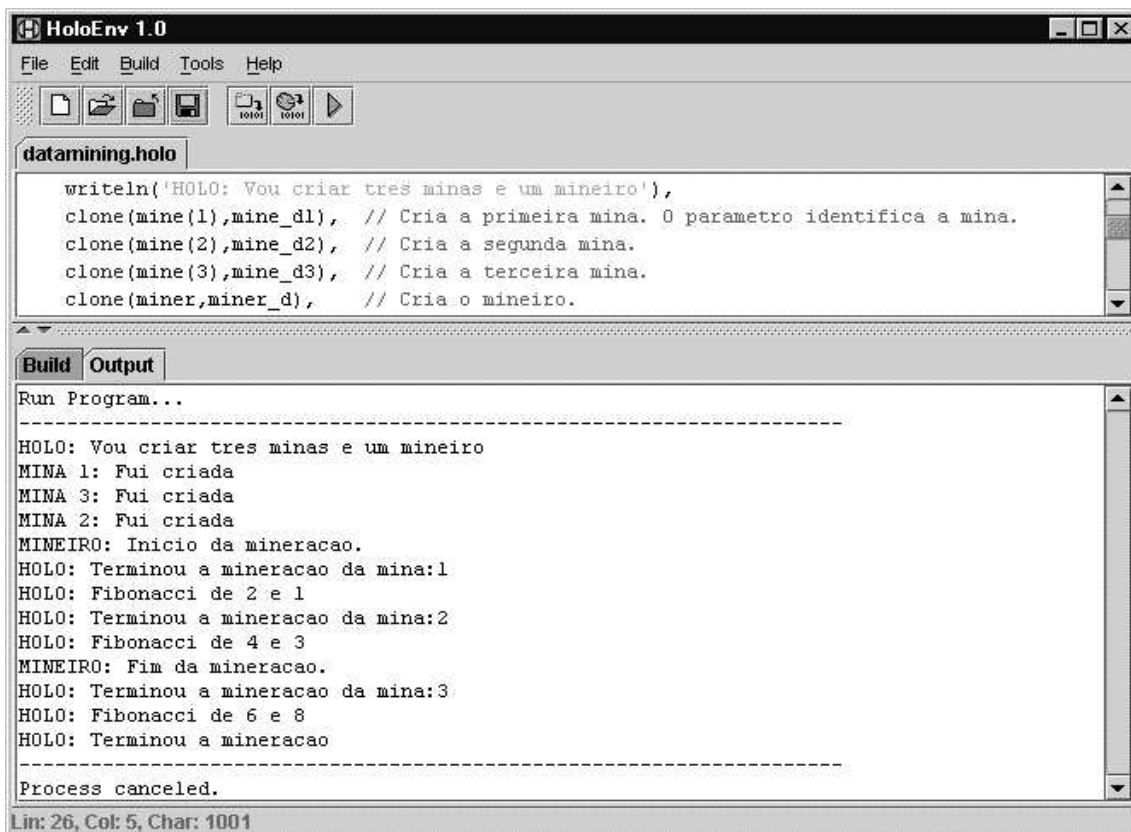 HoloEnv 1.0
File Edit Build Tools Help
10101 10101
datamining.holo
writeln('HOLO: Vou criar tres minas e um mineiro'),
clone(mine(1),mine_d1), // Cria a primeira mina. O parametro identifica a mina.
clone(mine(2),mine_d2), // Cria a segunda mina.
clone(mine(3),mine_d3), // Cria a terceira mina.
clone(miner,miner_d), // Cria o mineiro.
Build Output
Run Program...
----------------------------------------------------------------------
HOLO: Vou criar tres minas e um mineiro
MINA 1: Fui criada
MINA 3: Fui criada
MINA 2: Fui criada
MINEIRO: Inicio da mineracao.
HOLO: Terminou a mineracao da mina:1
HOLO: Fibonacci de 2 e 1
HOLO: Terminou a mineracao da mina:2
HOLO: Fibonacci de 4 e 3
MINEIRO: Fim da mineracao.
HOLO: Terminou a mineracao da mina:3
HOLO: Fibonacci de 6 e 8
HOLO: Terminou a mineracao
----------------------------------------------------------------------
Process canceled.
Lin: 26, Col: 5, Char: 1001